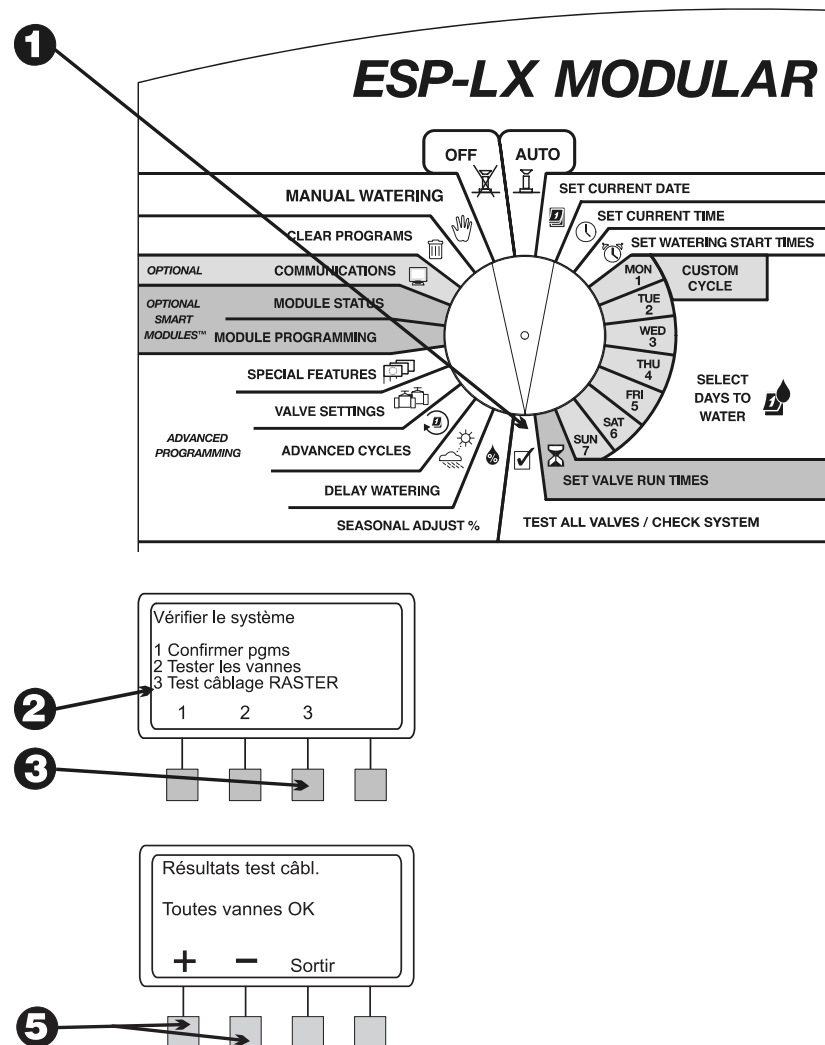 1
ESP-LX MODULAR
OFF
AUTO
MANUAL WATERING
SET CURRENT DATE
CLEAR PROGRAMS
SET CURRENT TIME
SET WATERING START TIMES
OPTIONAL
COMMUNICATIONS
OPTIONAL
SMART
MODULES™
MODULE STATUS
MODULE PROGRAMMING
MON
1
CUSTOM
CYCLE
TUE
2
WED
3
THU
4
FRI
5
SAT
6
SUN
7
SELECT
DAYS TO
WATER
SPECIAL FEATURES
VALVE SETTINGS
ADVANCED
PROGRAMMING
ADVANCED CYCLES
DELAY WATERING
SEASONAL ADJUST %
SET VALVE RUN TIMES
TEST ALL VALVES / CHECK SYSTEM
Vérifier le système
1 Confirmer pgms
2 Tester les vannes
3 Test câblage RASTER
1 2 3
2
3
Résultats test câbl.
Toutes vannes OK
+ − Sortir
5